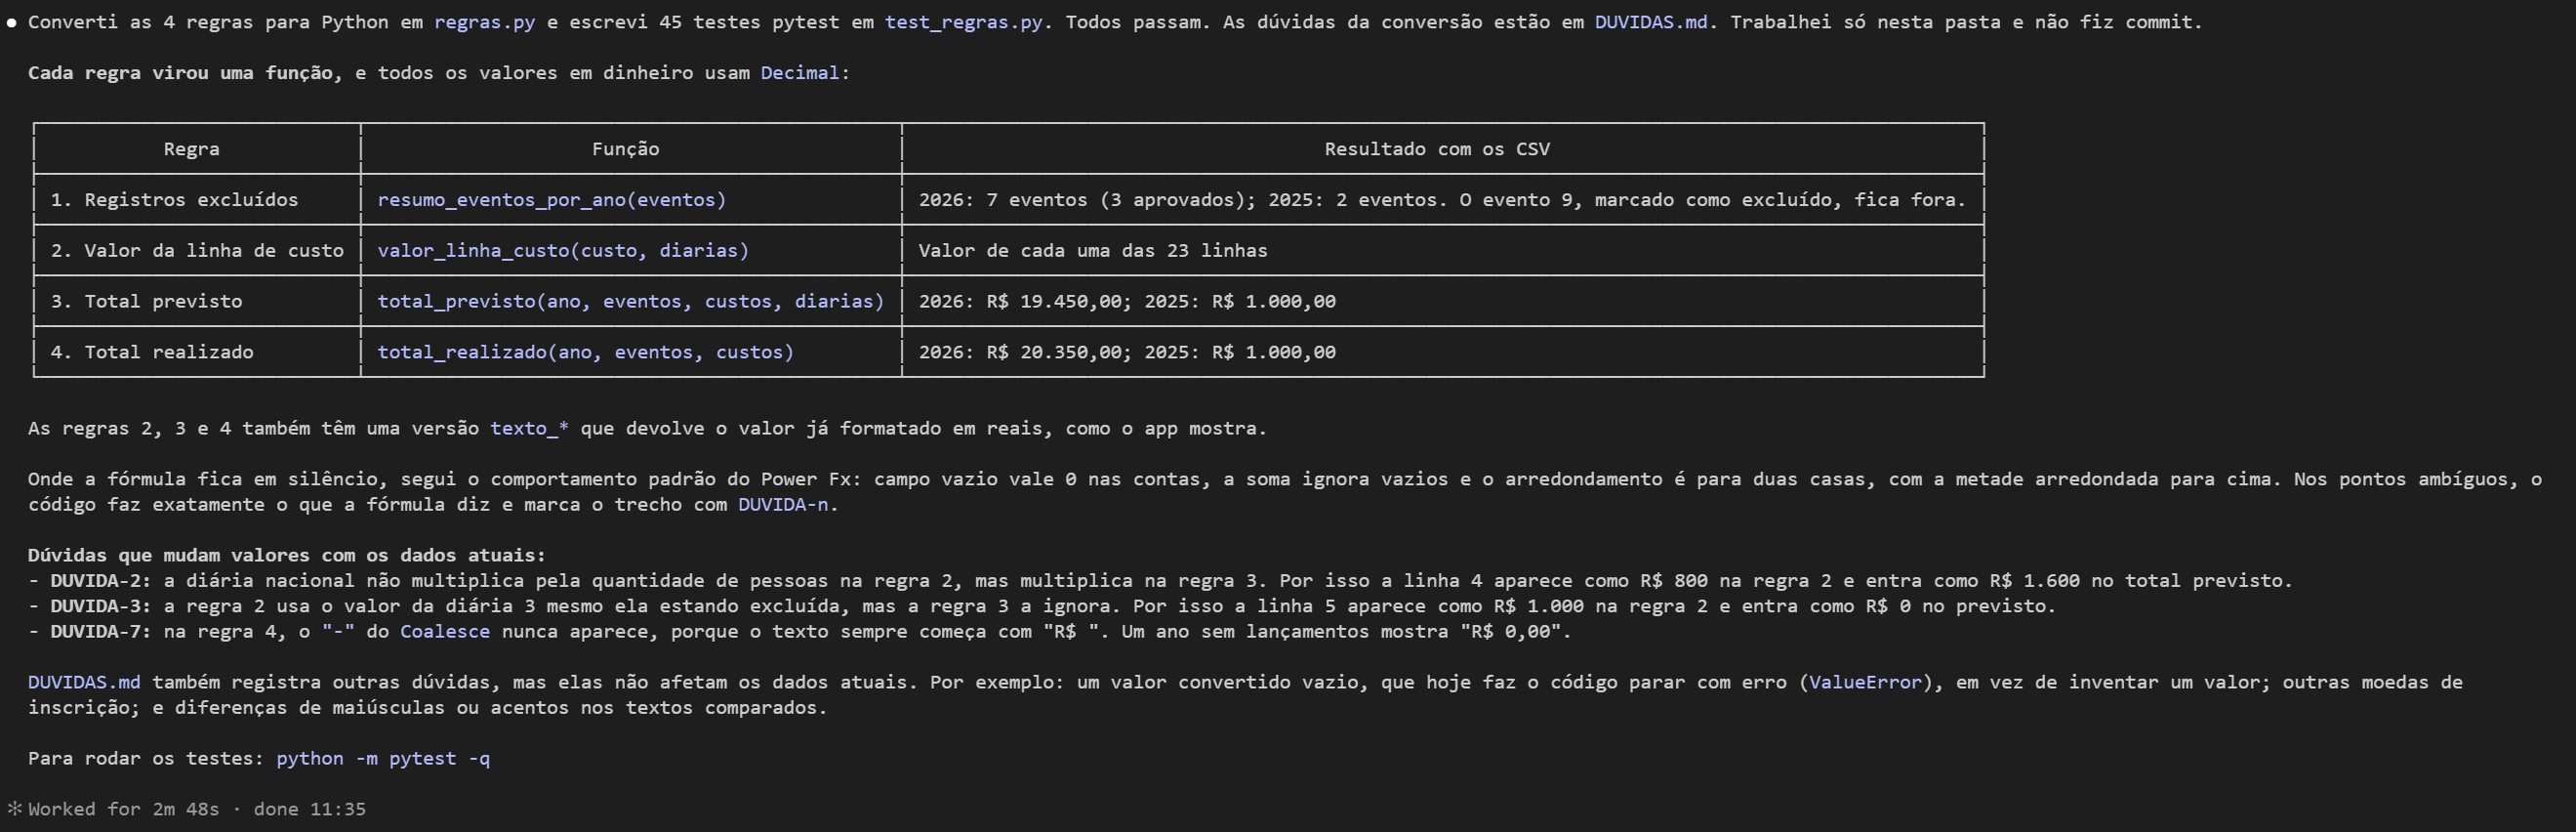 ● Converti as 4 regras para Python em regras.py e escrevi 45 testes pytest em test_regras.py. Todos passam. As dúvidas da conversão estão em DUVIDAS.md. Trabalhei só nesta pasta e não fiz commit.
Cada regra virou uma função, e todos os valores em dinheiro usam Decimal:
Regra Função Resultado com os CSV
1. Registros excluídos resumo_eventos_por_ano(eventos) 2026: 7 eventos (3 aprovados); 2025: 2 eventos. O evento 9, marcado como excluído, fica fora.
2. Valor da linha de custo valor_linha_custo(custo, diarias) Valor de cada uma das 23 linhas
3. Total previsto total_previsto(ano, eventos, custos, diarias) 2026: R$ 19.450,00; 2025: R$ 1.000,00
4. Total realizado total_realizado(ano, eventos, custos) 2026: R$ 20.350,00; 2025: R$ 1.000,00
As regras 2, 3 e 4 também têm uma versão texto_* que devolve o valor já formatado em reais, como o app mostra.
Onde a fórmula fica em silêncio, segui o comportamento padrão do Power Fx: campo vazio vale 0 nas contas, a soma ignora vazios e o arredondamento é para duas casas, com a metade arredondada para cima. Nos pontos ambíguos, o
código faz exatamente o que a fórmula diz e marca o trecho com DUVIDA-n.
Dúvidas que mudam valores com os dados atuais:
- DUVIDA-2: a diária nacional não multiplica pela quantidade de pessoas na regra 2, mas multiplica na regra 3. Por isso a linha 4 aparece como R$ 800 na regra 2 e entra como R$ 1.600 no total previsto.
- DUVIDA-3: a regra 2 usa o valor da diária 3 mesmo ela estando excluída, mas a regra 3 a ignora. Por isso a linha 5 aparece como R$ 1.000 na regra 2 e entra como R$ 0 no previsto.
- DUVIDA-7: na regra 4, o "-" do Coalesce nunca aparece, porque o texto sempre começa com "R$ ". Um ano sem lançamentos mostra "R$ 0,00".
DUVIDAS.md também registra outras dúvidas, mas elas não afetam os dados atuais. Por exemplo: um valor convertido vazio, que hoje faz o código parar com erro (ValueError), em vez de inventar um valor; outras moedas de
inscrição; e diferenças de maiúsculas ou acentos nos textos comparados.
Para rodar os testes: python -m pytest -q
✻ Worked for 2m 48s · done 11:35